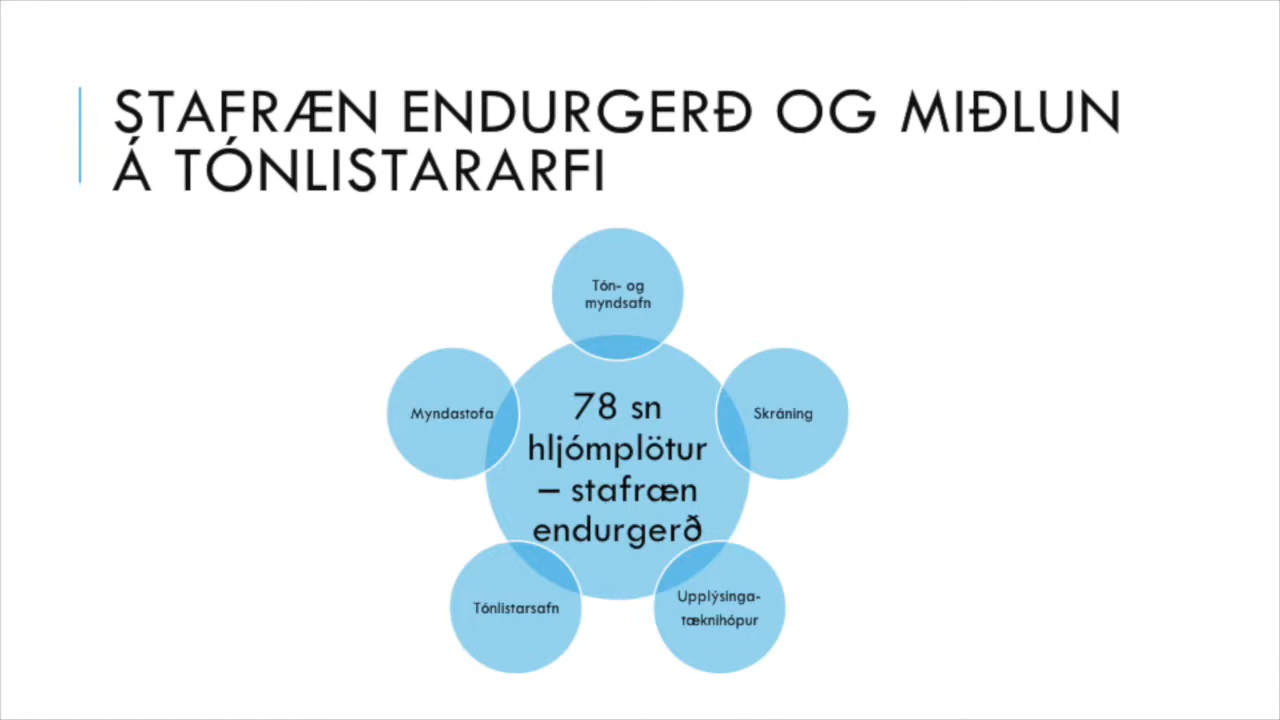 STAFRÆN ENDURGERÐ OG MIÐLUN
Á TÓNLISTARARFI
Tón- og
myndsafn
Myndastofa
78 sn
hljómplötur
– stafræn
endurgerð
Skráning
Tónlistarsafn
Upplýsinga-
tæknihópur